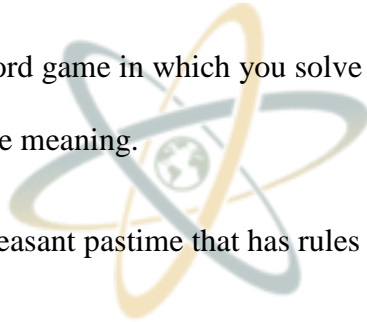 ord game in which you solve
e meaning.
easant pastime that has rules